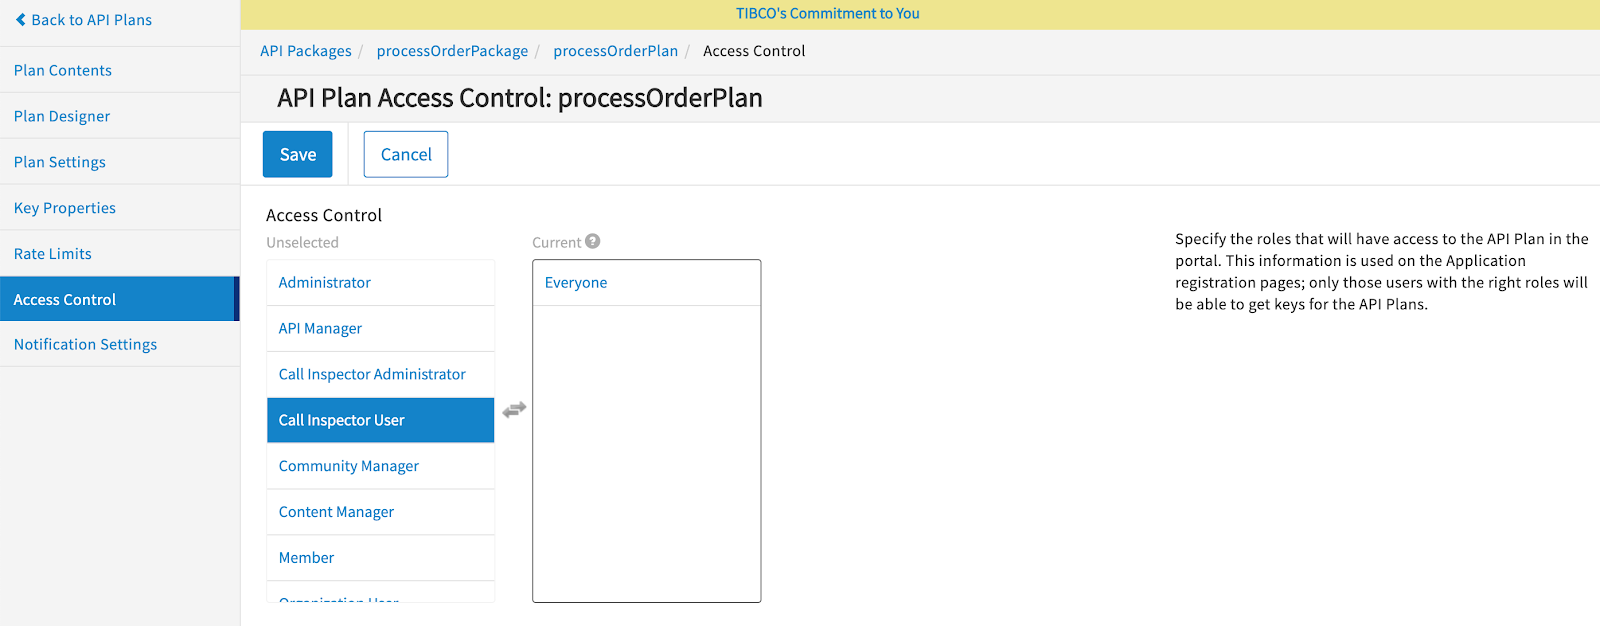 Back to API Plans
Plan Contents
Plan Designer
Plan Settings
Key Properties
Rate Limits
Access Control
Notification Settings
TIBCO's Commitment to You
API Packages / processOrderPackage / processOrderPlan / Access Control
API Plan Access Control: processOrderPlan
Save
Cancel
Access Control
Unselected
Administrator
API Manager
Call Inspector Administrator
Call Inspector User
Community Manager
Content Manager
Member
Organization User
Current ?
Everyone
Specify the roles that will have access to the API Plan in the
portal. This information is used on the Application
registration pages; only those users with the right roles will
be able to get keys for the API Plans.